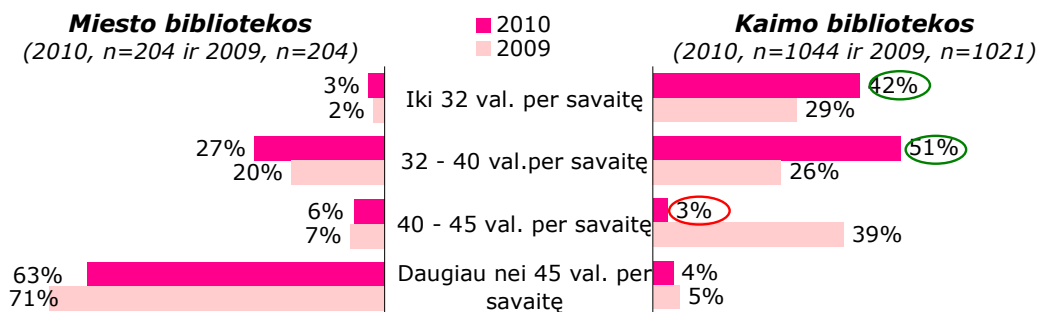 Miesto bibliotekos
(2010, n=204 ir 2009, n=204)
2010
2009
Kaimo bibliotekos
(2010, n=1044 ir 2009, n=1021)
3%
2%
Iki 32 val. per savaitę
42%
29%
27%
20%
32 - 40 val.per savaitę
51%
26%
6%
7%
40 - 45 val. per savaitę
3%
39%
63%
71%
Daugiau nei 45 val. per
savaitę
4%
5%